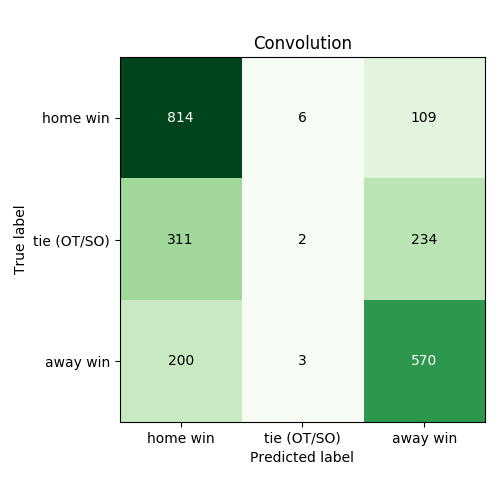 Convolution
home win 814 6 109
tie (OT/SO) 311 2 234
away win 200 3 570
home win tie (OT/SO) away win
Predicted label
True label